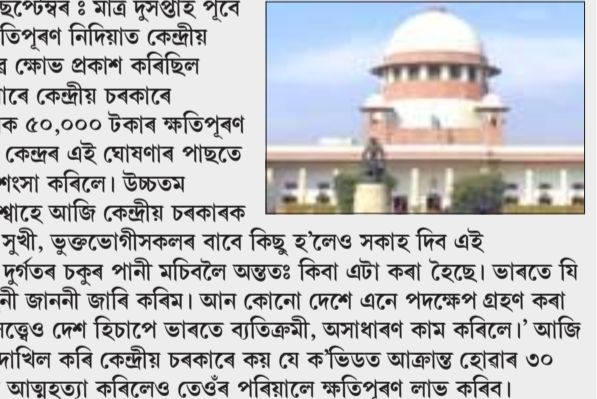 ছেপ্টেম্বৰ ঃ মাত্ৰ দুসপ্তাহ পূৰ্বে
তিপূৰণ নিদিয়াত কেন্দ্ৰীয়
ক্ষোভ প্ৰকাশ কৰিছিল
াৰে কেন্দ্ৰীয় চৰকাৰে
ক ৫০,০০০ টকাৰ ক্ষতিপূৰণ
কেন্দ্ৰৰ এই ঘোষণাৰ পাছতে
শংসা কৰিলে। উচ্চতম
শ্বাহে আজি কেন্দ্ৰীয় চৰকাৰক
সুখী, ভুক্তভোগীসকলৰ বাবে কিছু হ'লেও সকাহ দিব এই
দুৰ্গতৰ চকুৰ পানী মচিবলৈ অন্ততঃ কিবা এটা কৰা হৈছে। ভাৰতে যি
নী জাননী জাৰি কৰিম। আন কোনো দেশে এনে পদক্ষেপ গ্ৰহণ কৰা
সত্ত্বেও দেশ হিচাপে ভাৰতে ব্যতিক্ৰমী, অসাধাৰণ কাম কৰিলে।' আজি
দাখিল কৰি কেন্দ্ৰীয় চৰকাৰে কয় যে ক'ভিডত আক্ৰান্ত হোৱাৰ ৩০
আত্মহত্যা কৰিলেও তেওঁৰ পৰিয়ালে ক্ষতিপূৰণ লাভ কৰিব।